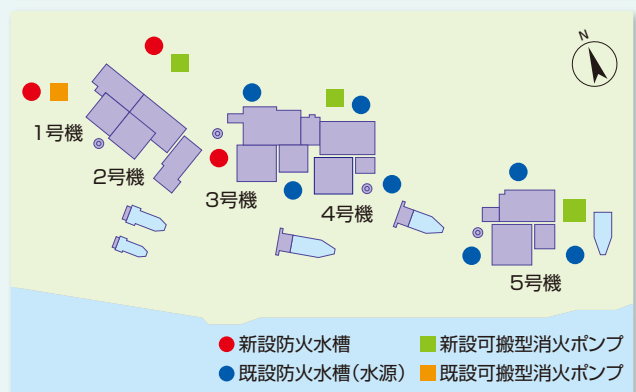 N
1号機
2号機
3号機
4号機
5号機
新設防火水槽
新設可搬型消火ポンプ
既設防火水槽(水源)
既設可搬型消火ポンプ